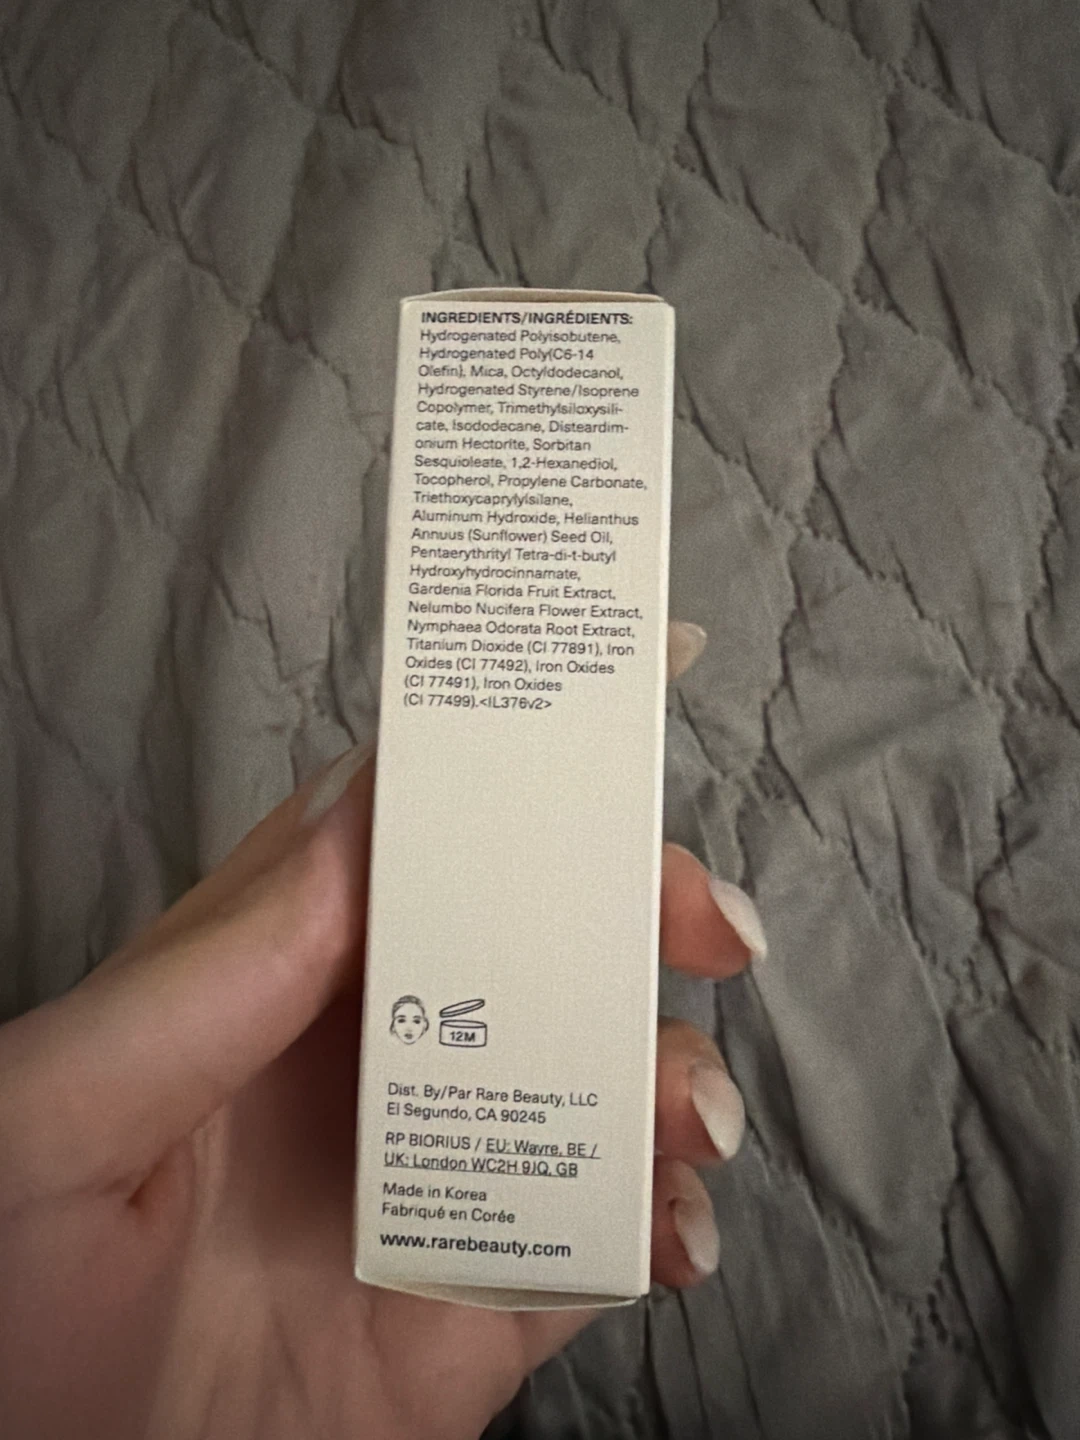 INGREDIENTS/INGRÉDIENTS:
Hydrogenated Polyisobutene,
Hydrogenated Poly(C6-14
Olefin), Mica, Octyldodecanol,
Hydrogenated Styrene/Isoprene
Copolymer, Trimethylsiloxysili-
cate, Isododecane, Disteardim-
onium Hectorite, Sorbitan
Sesquioleate, 1,2-Hexanediol,
Tocopherol, Propylene Carbonate,
Triethoxycaprylylsilane,
Aluminum Hydroxide, Helianthus
Annuus (Sunflower) Seed Oil,
Pentaerythrityl Tetra-di-t-butyl
Hydroxyhydrocinnamate,
Gardenia Florida Fruit Extract,
Nelumbo Nucifera Flower Extract,
Nymphaea Odorata Root Extract,
Titanium Dioxide (CI 77891), Iron
Oxides (CI 77492), Iron Oxides
(CI 77491), Iron Oxides
(CI 77499).<IL376v2>
12M
Dist. By/Par Rare Beauty, LLC
El Segundo, CA 90245
RP BIORIUS / EU: Wavre, BE /
UK: London WC2H 9JQ, GB
Made in Korea
Fabriqué en Corée
www.rarebeauty.com